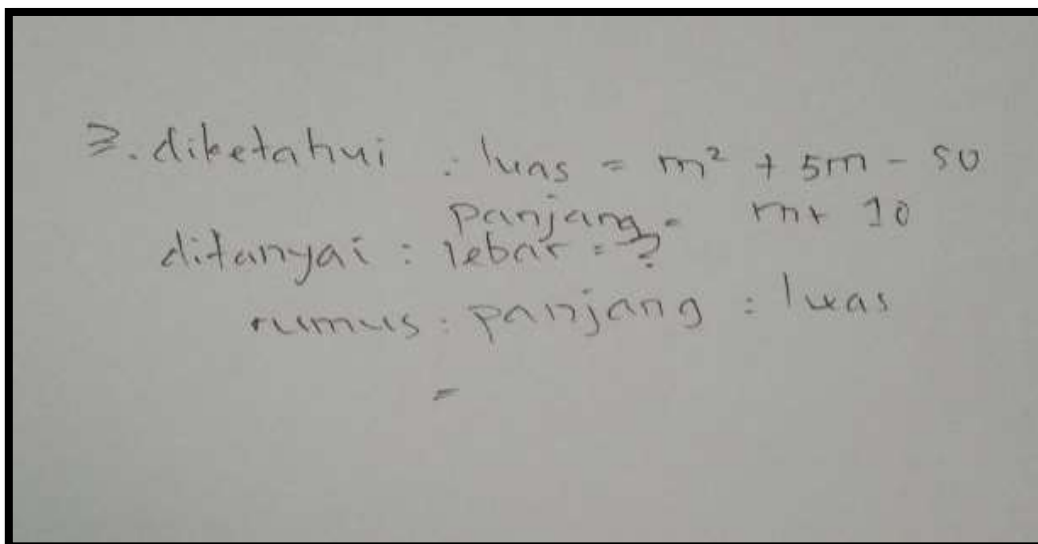 3. diketahui : luas = m² + 5m - 50
panjang = m+ 10
ditanyai : lebar = ?
rumus : panjang : luas
=